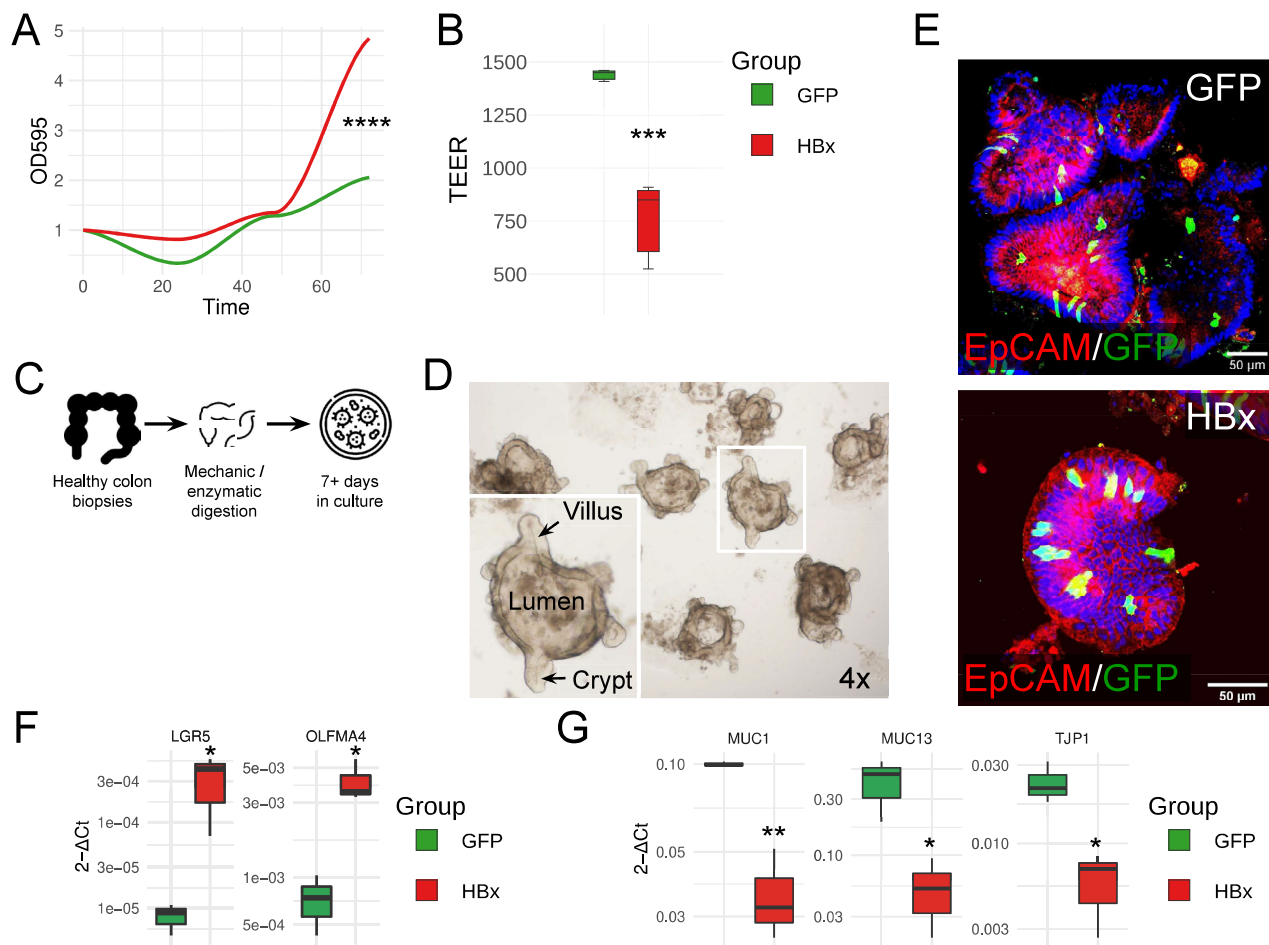 A
5
4
3
2
1
OD595
0
20
40
60
Time
****
B
1500
1250
1000
750
500
TEER
***
Group
GFP
HBx
C
Healthy colon
biopsies
Mechanic /
enzymatic
digestion
7+ days
in culture
D
Villus
Lumen
Crypt
4x
E
GFP
EpCAM/GFP
50 µm
HBx
EpCAM/GFP
50 µm
F
LGR5
OLFMA4
*
*
3e−04
1e−04
3e−05
1e−05
5e−03
3e−03
1e−03
5e−04
2−ΔCt
Group
GFP
HBx
G
MUC1
MUC13
TJP1
0.10
0.05
0.03
0.30
0.10
0.03
0.030
0.010
0.003
**
*
*
2−ΔCt
Group
GFP
HBx